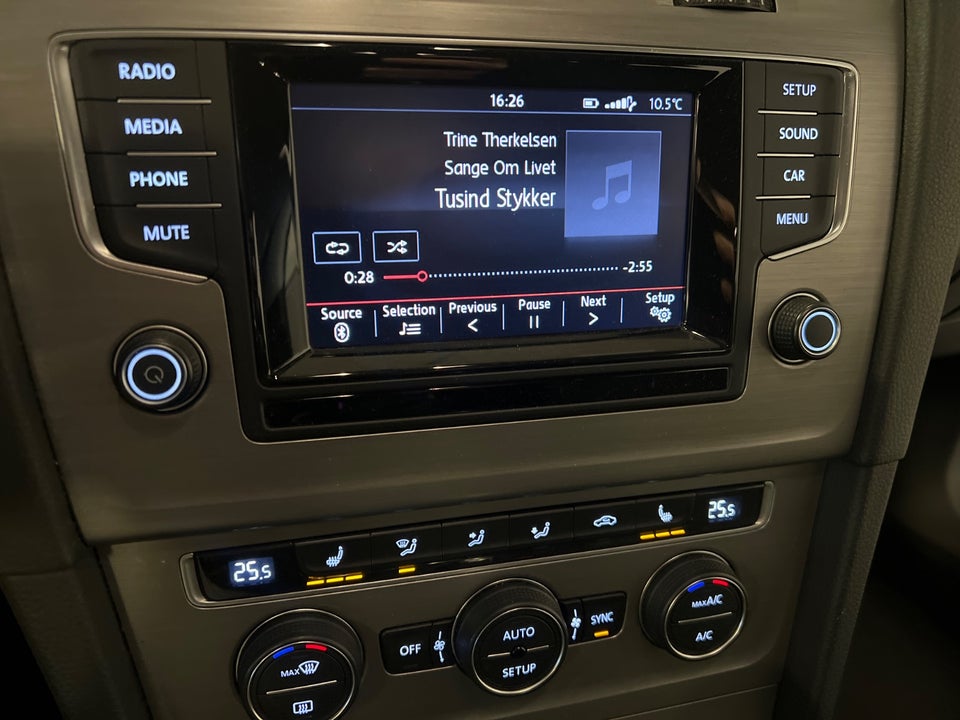 RADIO
MEDIA
PHONE
MUTE
16:26
10.5°C
Trine Therkelsen
Sange Om Livet
Tusind Stykker
0:28
-2:55
Source
Selection
Previous
Pause
Next
Setup
SETUP
SOUND
CAR
MENU
25.5
25.5
MAX
OFF
AUTO
SETUP
SYNC
MAX A/C
A/C